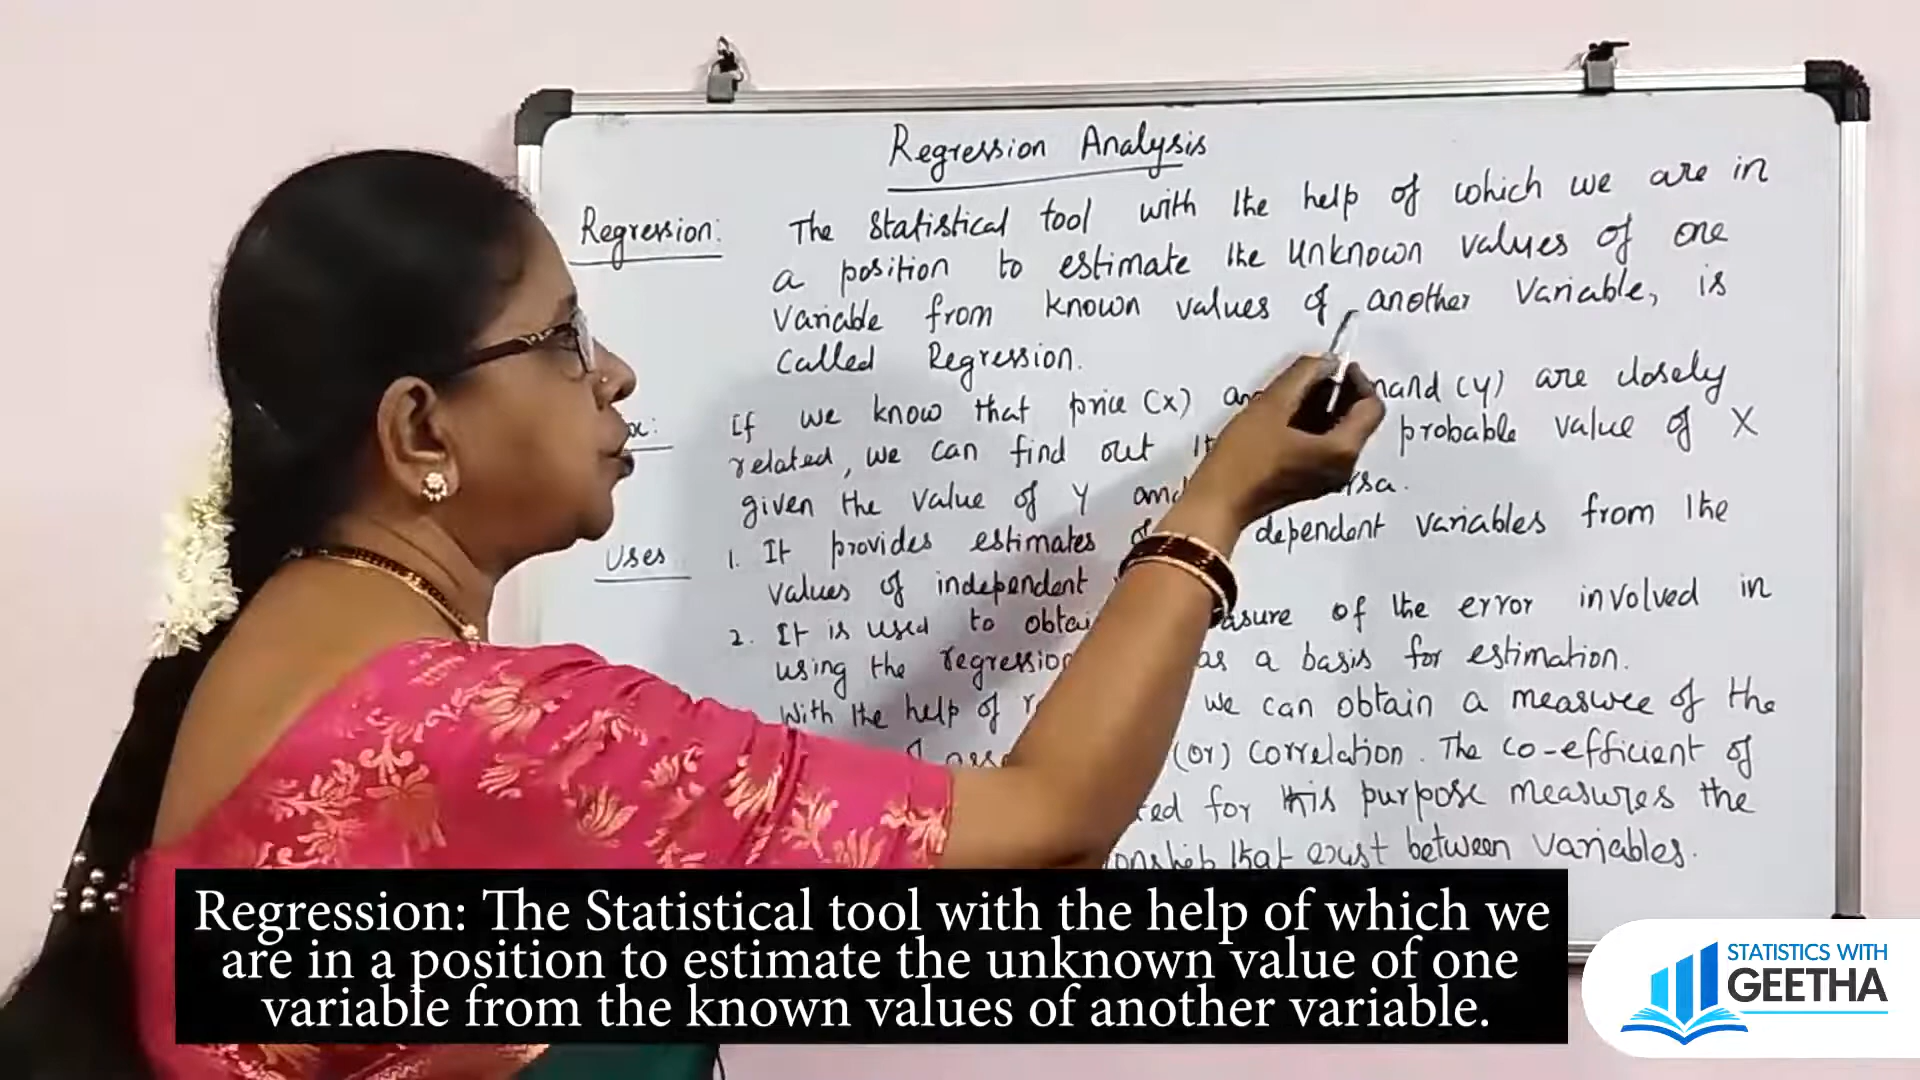 Regression Analysis
Regression: The Statistical tool with the help of which we are in
a position to estimate the unknown values of one
variable from known values of another variable, is
called Regression.
If we know that price (x) and (y) are closely
related, we can find out probable value of X
given the value of Y and
Uses 1. It provides estimates dependent variables from the
values of independent
2. It is used to of the error involved in
using the as a basis for estimation.
With the help of we can obtain a measure of the
(or) correlation. The co-efficient of
for this purpose measures the
that exist between variables.
Regression: The Statistical tool with the help of which we
are in a position to estimate the unknown value of one
variable from the known values of another variable.
STATISTICS WITH
GEETHA